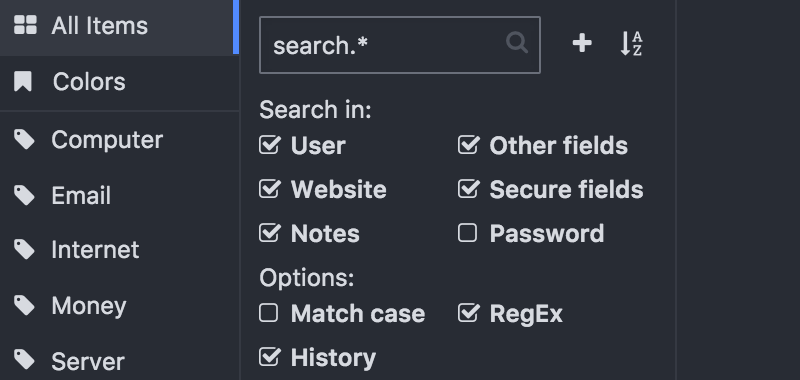 All Items
Colors
Computer
Email
Internet
Money
Server
search.*
A
Z
Search in:
User
Other fields
Website
Secure fields
Notes
Password
Options:
Match case
RegEx
History